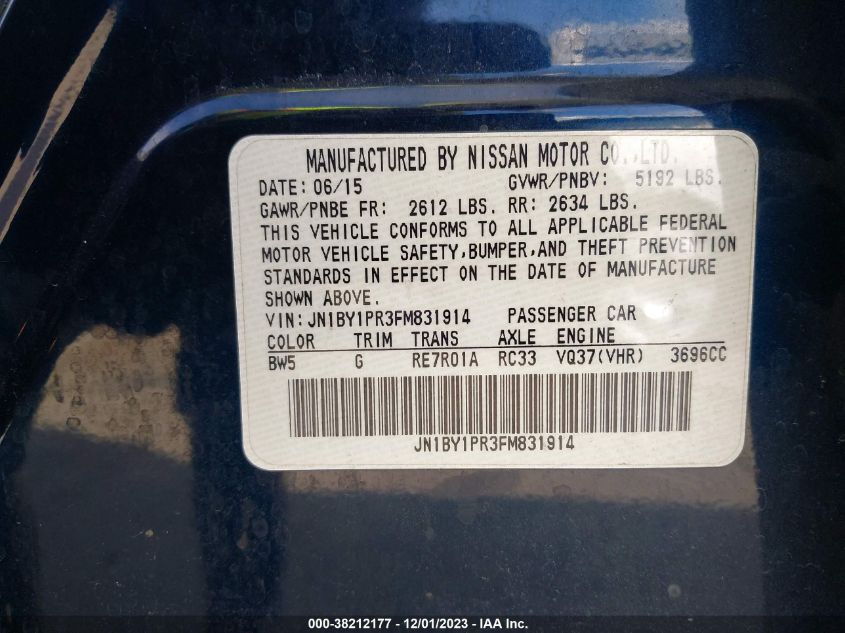 MANUFACTURED BY NISSAN MOTOR CO.,LTD.
DATE: 06/15 GVWR/PNBV: 5192 LBS.
GAWR/PNBE FR: 2612 LBS. RR: 2634 LBS.
THIS VEHICLE CONFORMS TO ALL APPLICABLE FEDERAL
MOTOR VEHICLE SAFETY,BUMPER,AND THEFT PREVENTION
STANDARDS IN EFFECT ON THE DATE OF MANUFACTURE
SHOWN ABOVE.
VIN:JN1BY1PR3FM831914 PASSENGER CAR
COLOR TRIM TRANS AXLE ENGINE
BW5 G RE7R01A RC33 VQ37(VHR) 3696CC
JN1BY1PR3FM831914
000-38212177 - 12/01/2023 - IAA Inc.